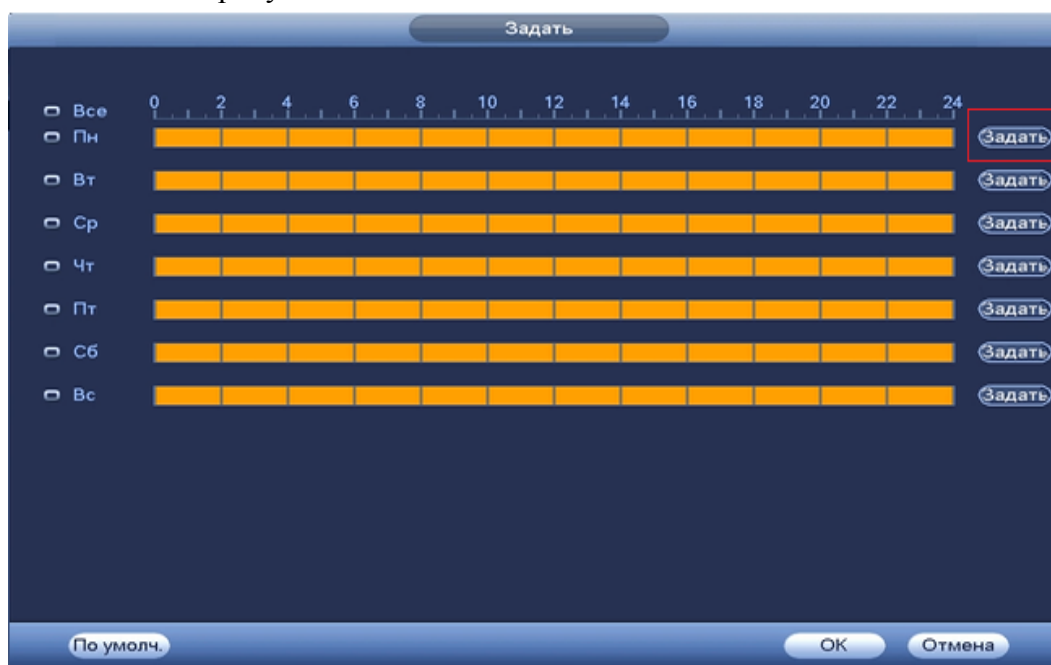 Задать
Все 0 2 4 6 8 10 12 14 16 18 20 22 24
Пн Задать
Вт Задать
Ср Задать
Чт Задать
Пт Задать
Сб Задать
Вс Задать
По умолч. OK Отмена